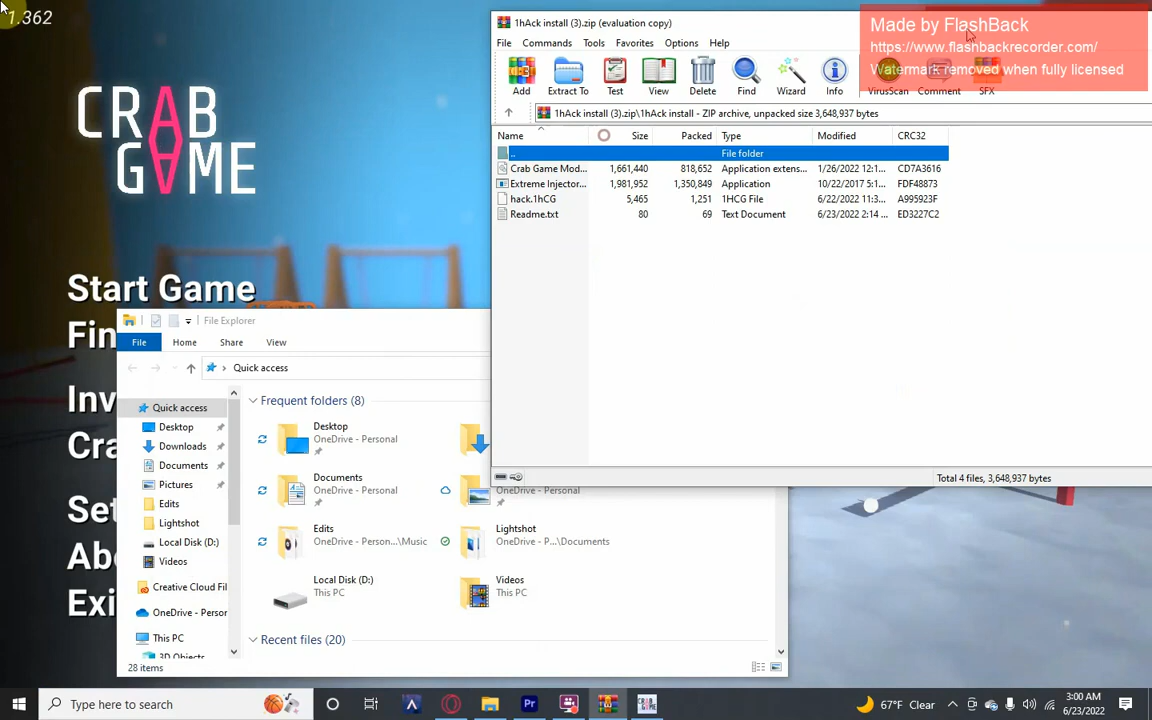 1.362
CRAB
GAME
Start Game
Fin
Inv
Cra
Set
Abo
Exi
1hAck install (3).zip (evaluation copy)
File Commands Tools Favorites Options Help
Add Extract To Test View Delete Find Wizard Info VirusScan Comment SFX
Made by FlashBack
https://www.flashbackrecorder.com/
Watermark removed when fully licensed
1hAck install (3).zip\1hAck install - ZIP archive, unpacked size 3,648,937 bytes
Name Size Packed Type Modified CRC32
.. File folder
Crab Game Mod... 1,661,440 818,652 Application extens... 1/26/2022 12:1... CD7A3616
Extreme Injector... 1,981,952 1,350,849 Application 10/22/2017 5:1... FDF48873
hack.1hCG 5,465 1,251 1HCG File 6/22/2022 11:3... A995923F
Readme.txt 80 69 Text Document 6/23/2022 2:14 ... ED3227C2
Total 4 files, 3,648,937 bytes
File Explorer
File Home Share View
Quick access
Quick access
Desktop
Downloads
Documents
Pictures
Edits
Lightshot
Local Disk (D:)
Videos
Creative Cloud Fil
OneDrive - Person
This PC
3D Objects
Frequent folders (8)
Desktop
OneDrive - Personal
Documents
OneDrive - Personal
OneDrive - Personal
Edits
OneDrive - Person...\Music
Lightshot
OneDrive - P...\Documents
Local Disk (D:)
This PC
Videos
This PC
Recent files (20)
28 items
Type here to search
Pr
67°F Clear
3:00 AM
6/23/2022